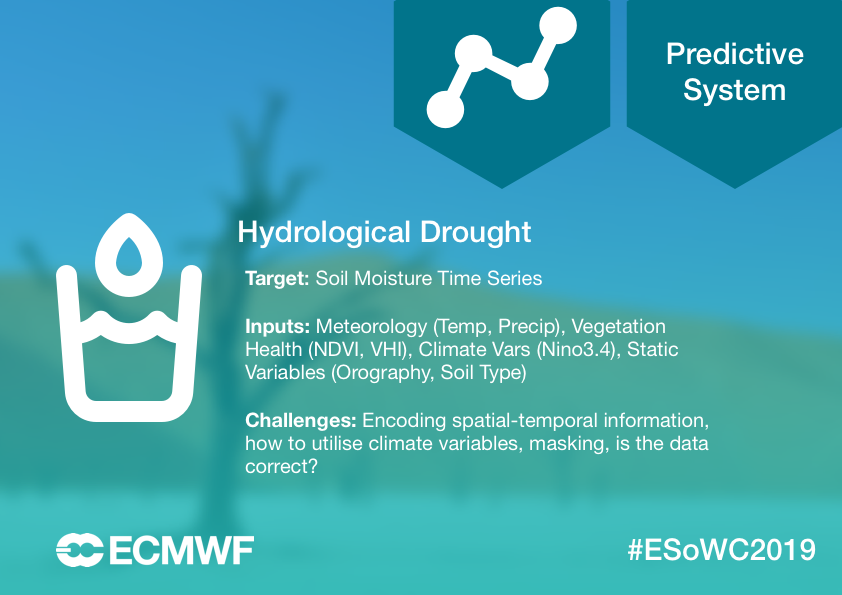 Predictive
System
Hydrological Drought
Target: Soil Moisture Time Series
Inputs: Meteorology (Temp, Precip), Vegetation
Health (NDVI, VHI), Climate Vars (Nino3.4), Static
Variables (Orography, Soil Type)
Challenges: Encoding spatial-temporal information,
how to utilise climate variables, masking, is the data
correct?
ECMWF
#ESoWC2019